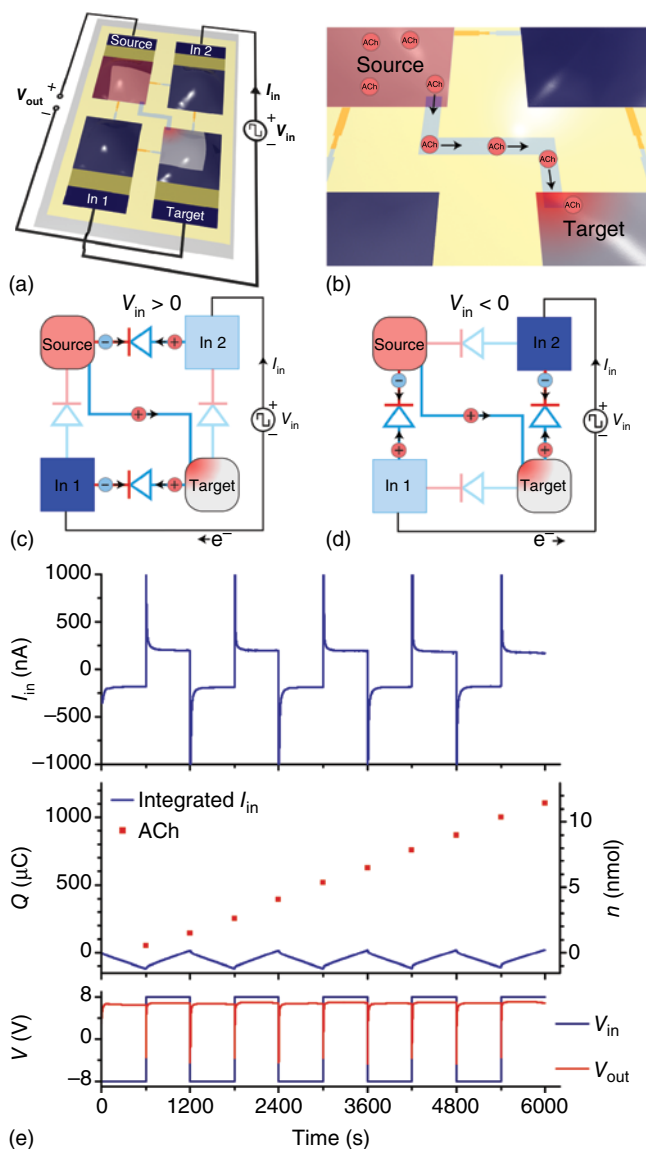 Source
In 2
V_out
+
−
I_in
+
V_in
−
In 1
Target
(a)
ACh
ACh
Source
ACh
ACh
ACh
ACh
ACh
ACh
Target
(b)
V_in > 0
Source
−
+
In 2
I_in
+
+
V_in
−
In 1
−
+
Target
e⁻
(c)
V_in < 0
Source
In 2
−
−
I_in
+
+
V_in
−
+
+
In 1
Target
e⁻
(d)
1000
500
0
−500
−1000
I_in (nA)
Integrated I_in
ACh
1000
500
0
Q (μC)
10
5
0
n (nmol)
8
0
−8
V (V)
V_in
V_out
0 1200 2400 3600 4800 6000
Time (s)
(e)